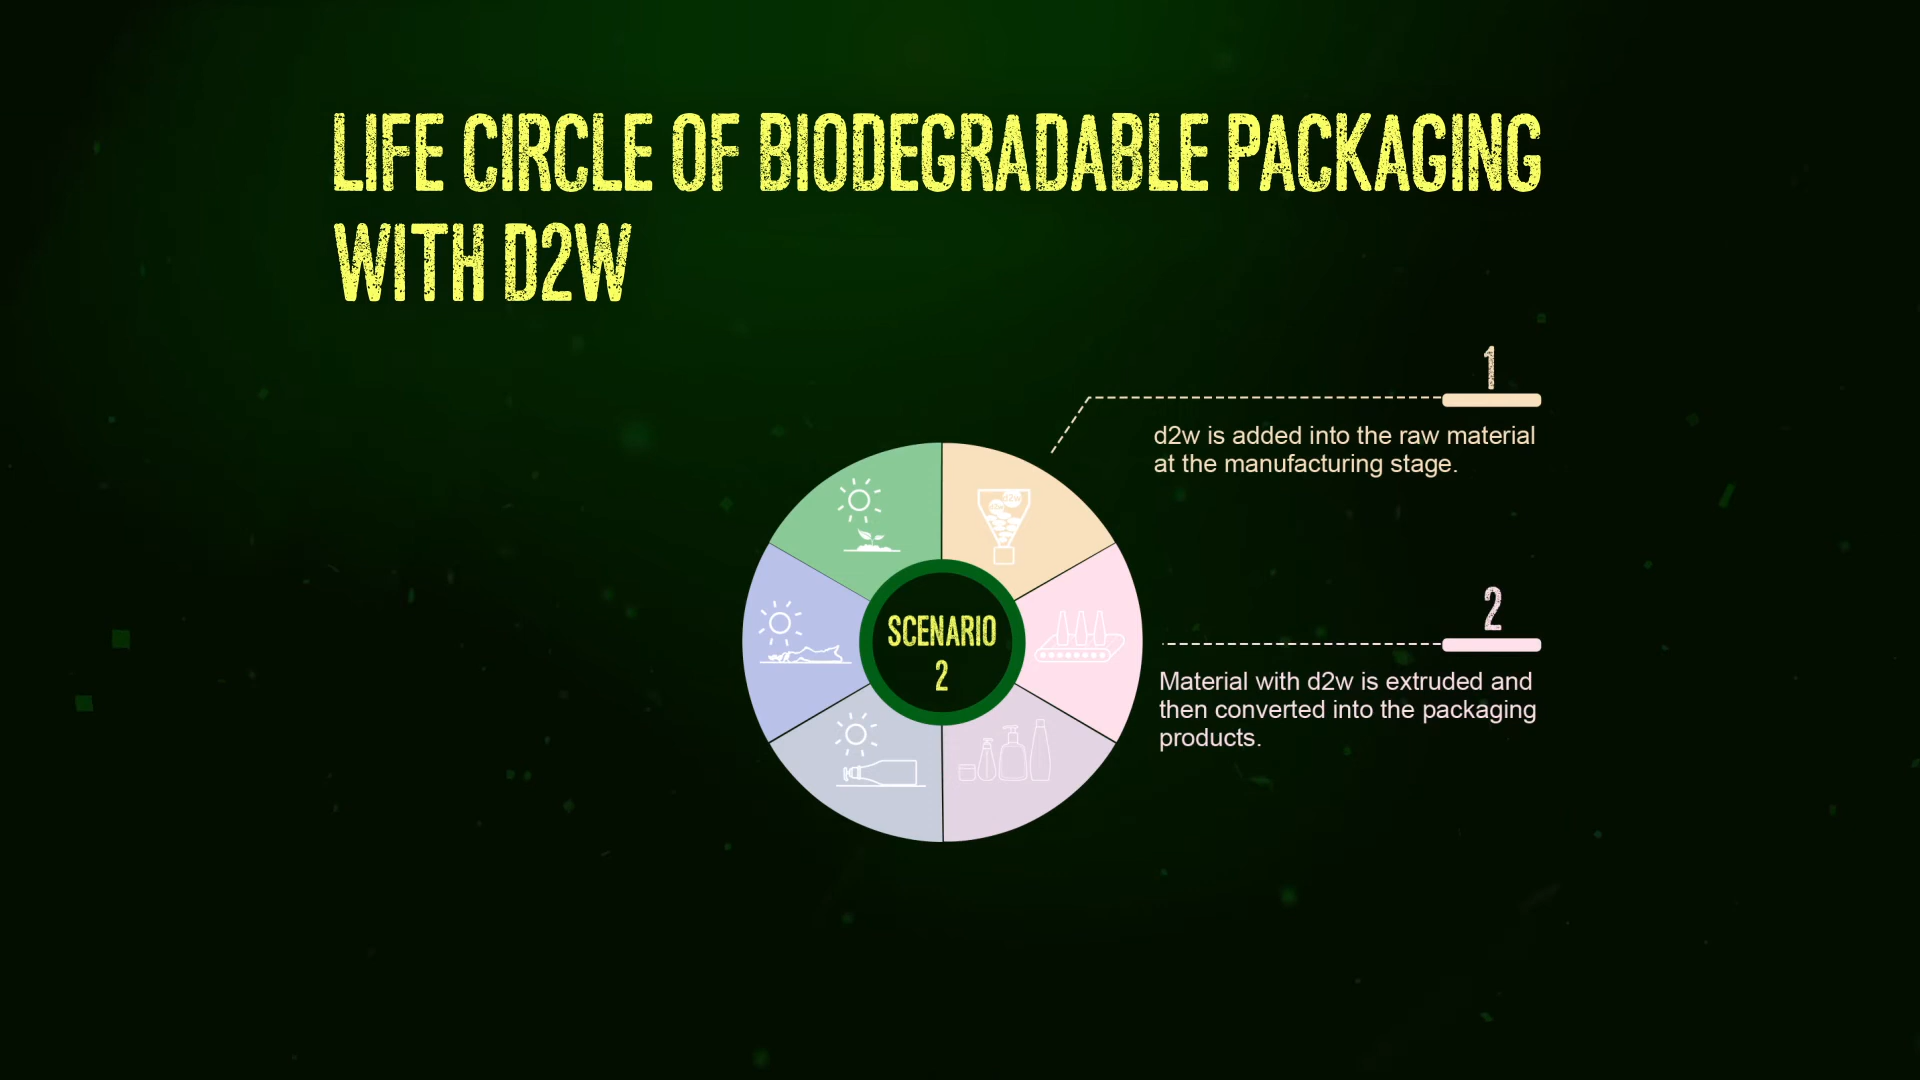 LIFE CIRCLE OF BIODEGRADABLE PACKAGING
WITH D2W
1
d2w is added into the raw material
at the manufacturing stage.
SCENARIO
2
2
Material with d2w is extruded and
then converted into the packaging
products.